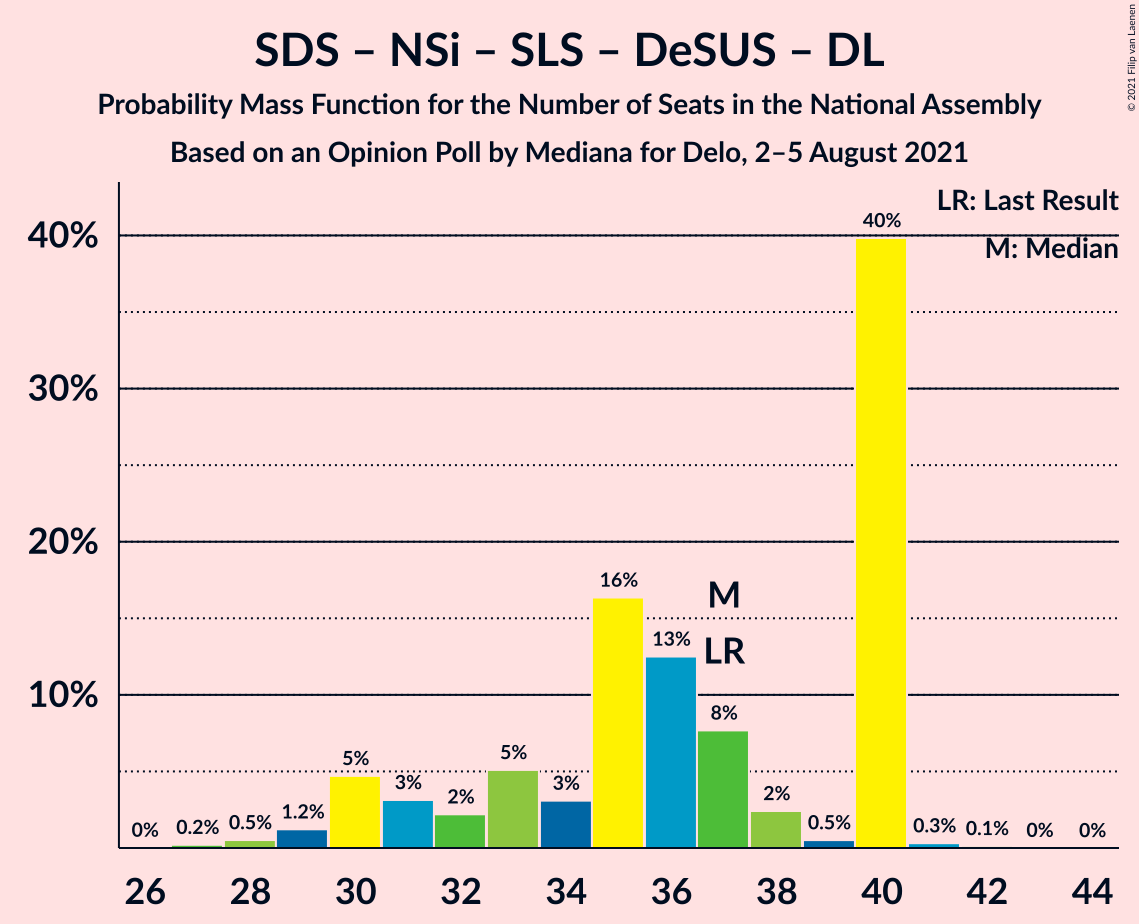 SDS – NSi – SLS – DeSUS – DL
Probability Mass Function for the Number of Seats in the National Assembly
Based on an Opinion Poll by Mediana for Delo, 2–5 August 2021
© 2021 Filip van Laenen
LR: Last Result
M: Median
40%
30%
20%
10%
0%
0.2%
0.5%
1.2%
5%
3%
2%
5%
3%
16%
13%
8%
2%
0.5%
40%
0.3%
0.1%
0%
0%
M
LR
26 28 30 32 34 36 38 40 42 44